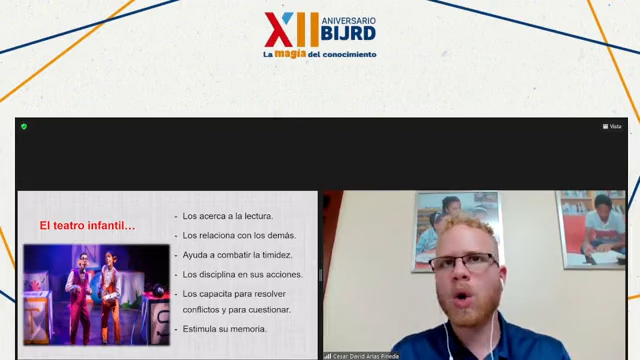 XII ANIVERSARIO
BIJRD
La magia del conocimiento
Vista
El teatro infantil…
- Los acerca a la lectura.
- Los relaciona con los demás.
- Ayuda a combatir la timidez.
- Los disciplina en sus acciones.
- Los capacita para resolver
conflictos y para cuestionar.
- Estimula su memoria.
Cesar David Arias Pineda